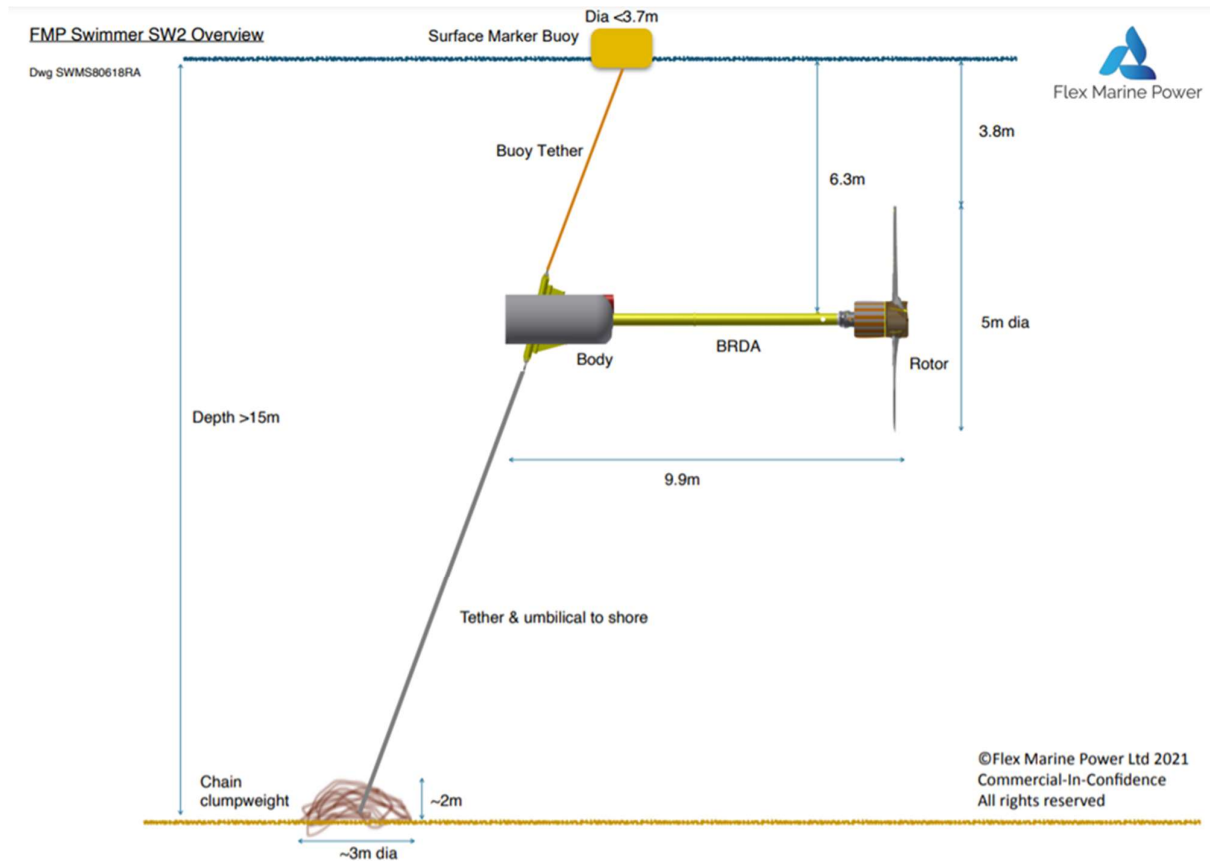 FMP Swimmer SW2 Overview
Dwg SWMS80618RA
Dia <3.7m
Surface Marker Buoy
Flex Marine Power
3.8m
Buoy Tether
6.3m
5m dia
Body
BRDA
Rotor
Depth >15m
9.9m
Tether & umbilical to shore
Chain
clumpweight
~2m
~3m dia
©Flex Marine Power Ltd 2021
Commercial-In-Confidence
All rights reserved